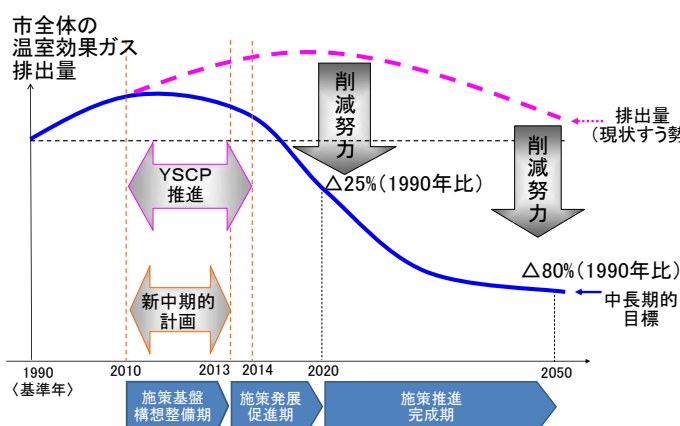 市全体の
温室効果ガス
排出量
削減努力
排出量
(現状すう勢
YSCP
推進
△25%(1990年比)
削減努力
△80%(1990年比)
新中期的
計画
中長期的
目標
1990
〈基準年〉
2010
2013
2014
2020
2050
施策基盤
構想整備期
施策発展
促進期
施策推進
完成期